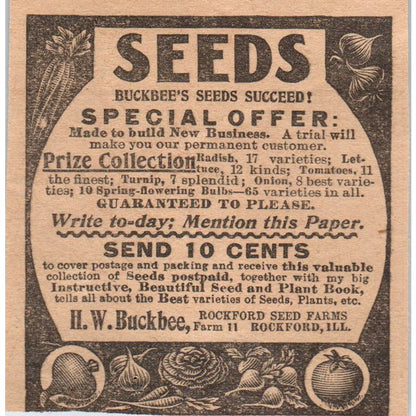 SEEDS
BUCKBEE'S SEEDS SUCCEED!
SPECIAL OFFER:
Made to build New Business. A trial will
make you our permanent customer.
Prize Collection Radish, 17 varieties; Let-
tuce, 12 kinds; Tomatoes, 11
the finest; Turnip, 7 splendid; Onion, 8 best varie-
ties; 10 Spring-flowering Bulbs—65 varieties in all.
GUARANTEED TO PLEASE.
Write to-day; Mention this Paper.
SEND 10 CENTS
to cover postage and packing and receive this valuable
collection of Seeds postpaid, together with my big
Instructive, Beautiful Seed and Plant Book,
tells all about the Best varieties of Seeds, Plants, etc.
H. W. Buckbee, ROCKFORD SEED FARMS
Farm 11 ROCKFORD, ILL.